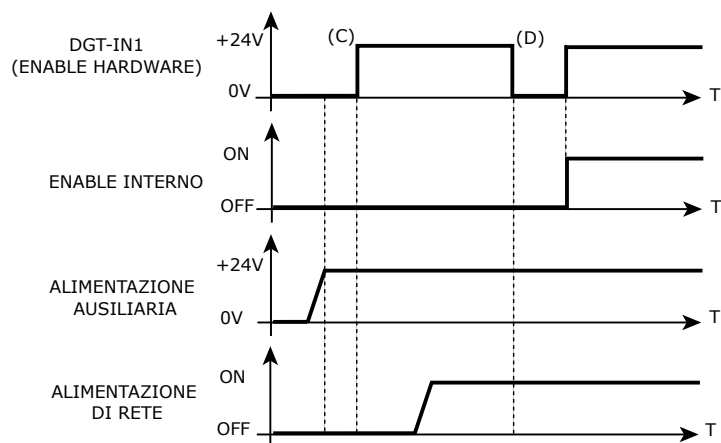 DGT-IN1
(ENABLE HARDWARE)
+24V
(C)
(D)
0V
T
ENABLE INTERNO
ON
OFF
T
ALIMENTAZIONE
AUSILIARIA
+24V
0V
T
ALIMENTAZIONE
DI RETE
ON
OFF
T